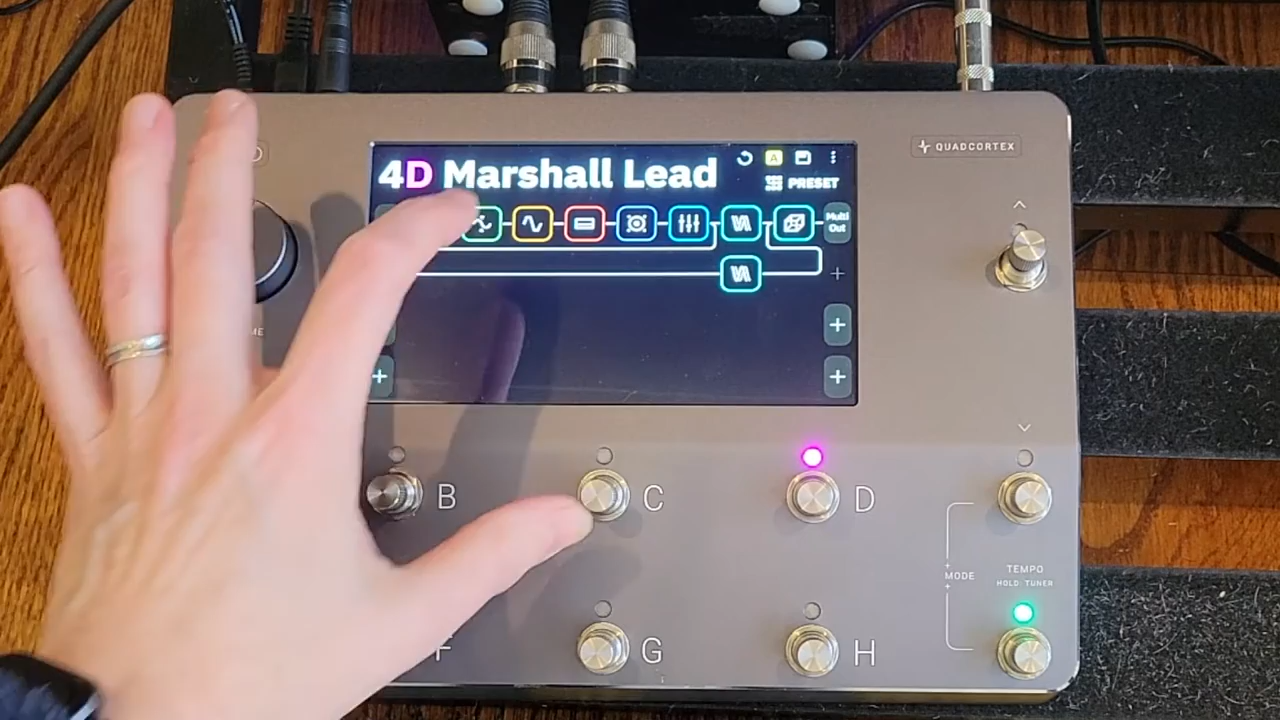 QUADCORTEX
4D Marshall Lead
A
PRESET
Multi
Out
B
C
D
MODE
TEMPO
HOLD: TUNER
G
H